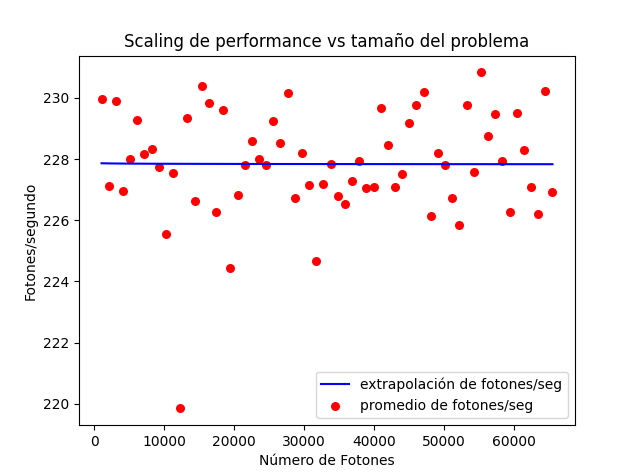 Scaling de performance vs tamaño del problema
Fotones/segundo
230
228
226
224
222
220
extrapolación de fotones/seg
promedio de fotones/seg
0 10000 20000 30000 40000 50000 60000
Número de Fotones